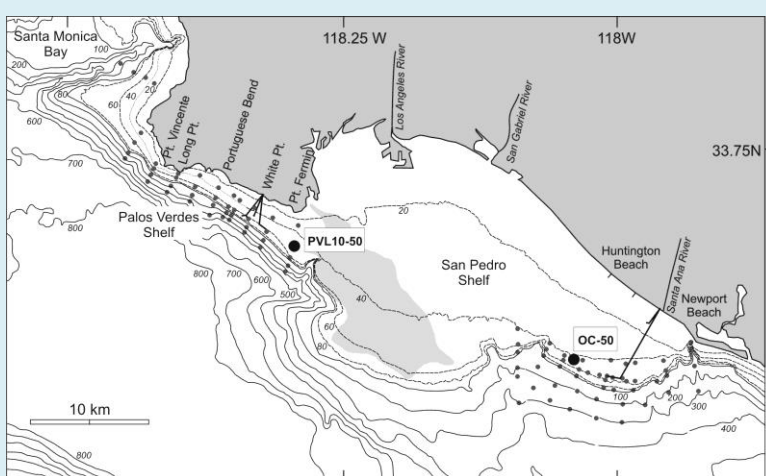 Santa Monica
Bay
118.25 W
118W
33.75N
100
200
80
60
40
20
600
700
800
Pt. Vincente
Long Pt.
Portuguese Bend
White Pt.
Pt. Fermin
Los Angeles River
San Gabriel River
20
Palos Verdes
Shelf
PVL10-50
San Pedro
Shelf
Huntington
Beach
Santa Ana River
Newport
Beach
800
700
600
500
40
60
80
OC-50
100
200
300
400
10 km
800